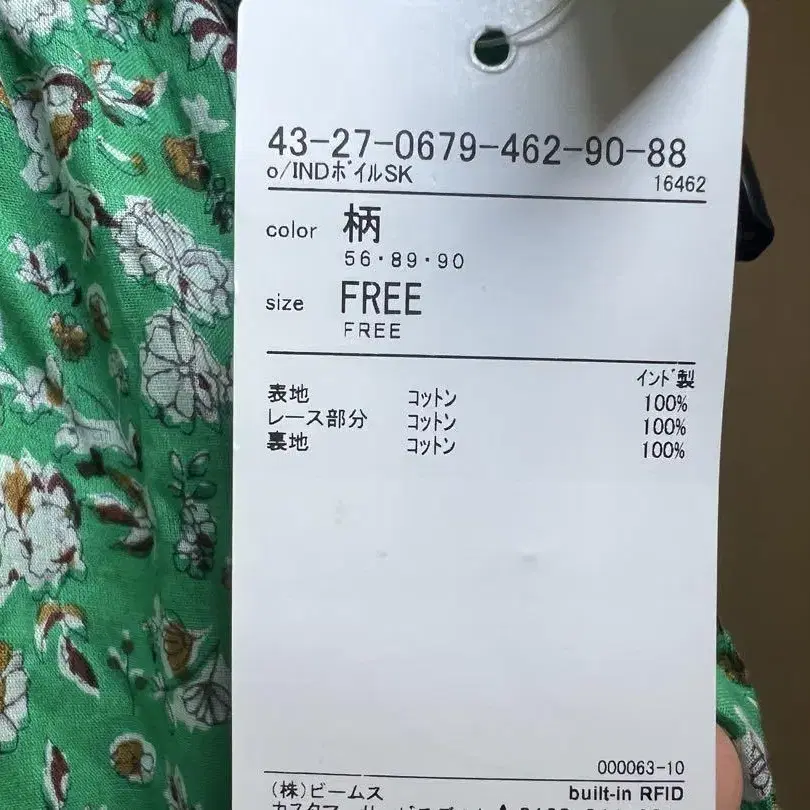 43-27-0679-462-90-88
o/INDボイルSK
16462
color 柄
56・89・90
size FREE
FREE
インド製
表地 コットン 100%
レース部分 コットン 100%
裏地 コットン 100%
000063-10
(株)ビームス built-in RFID